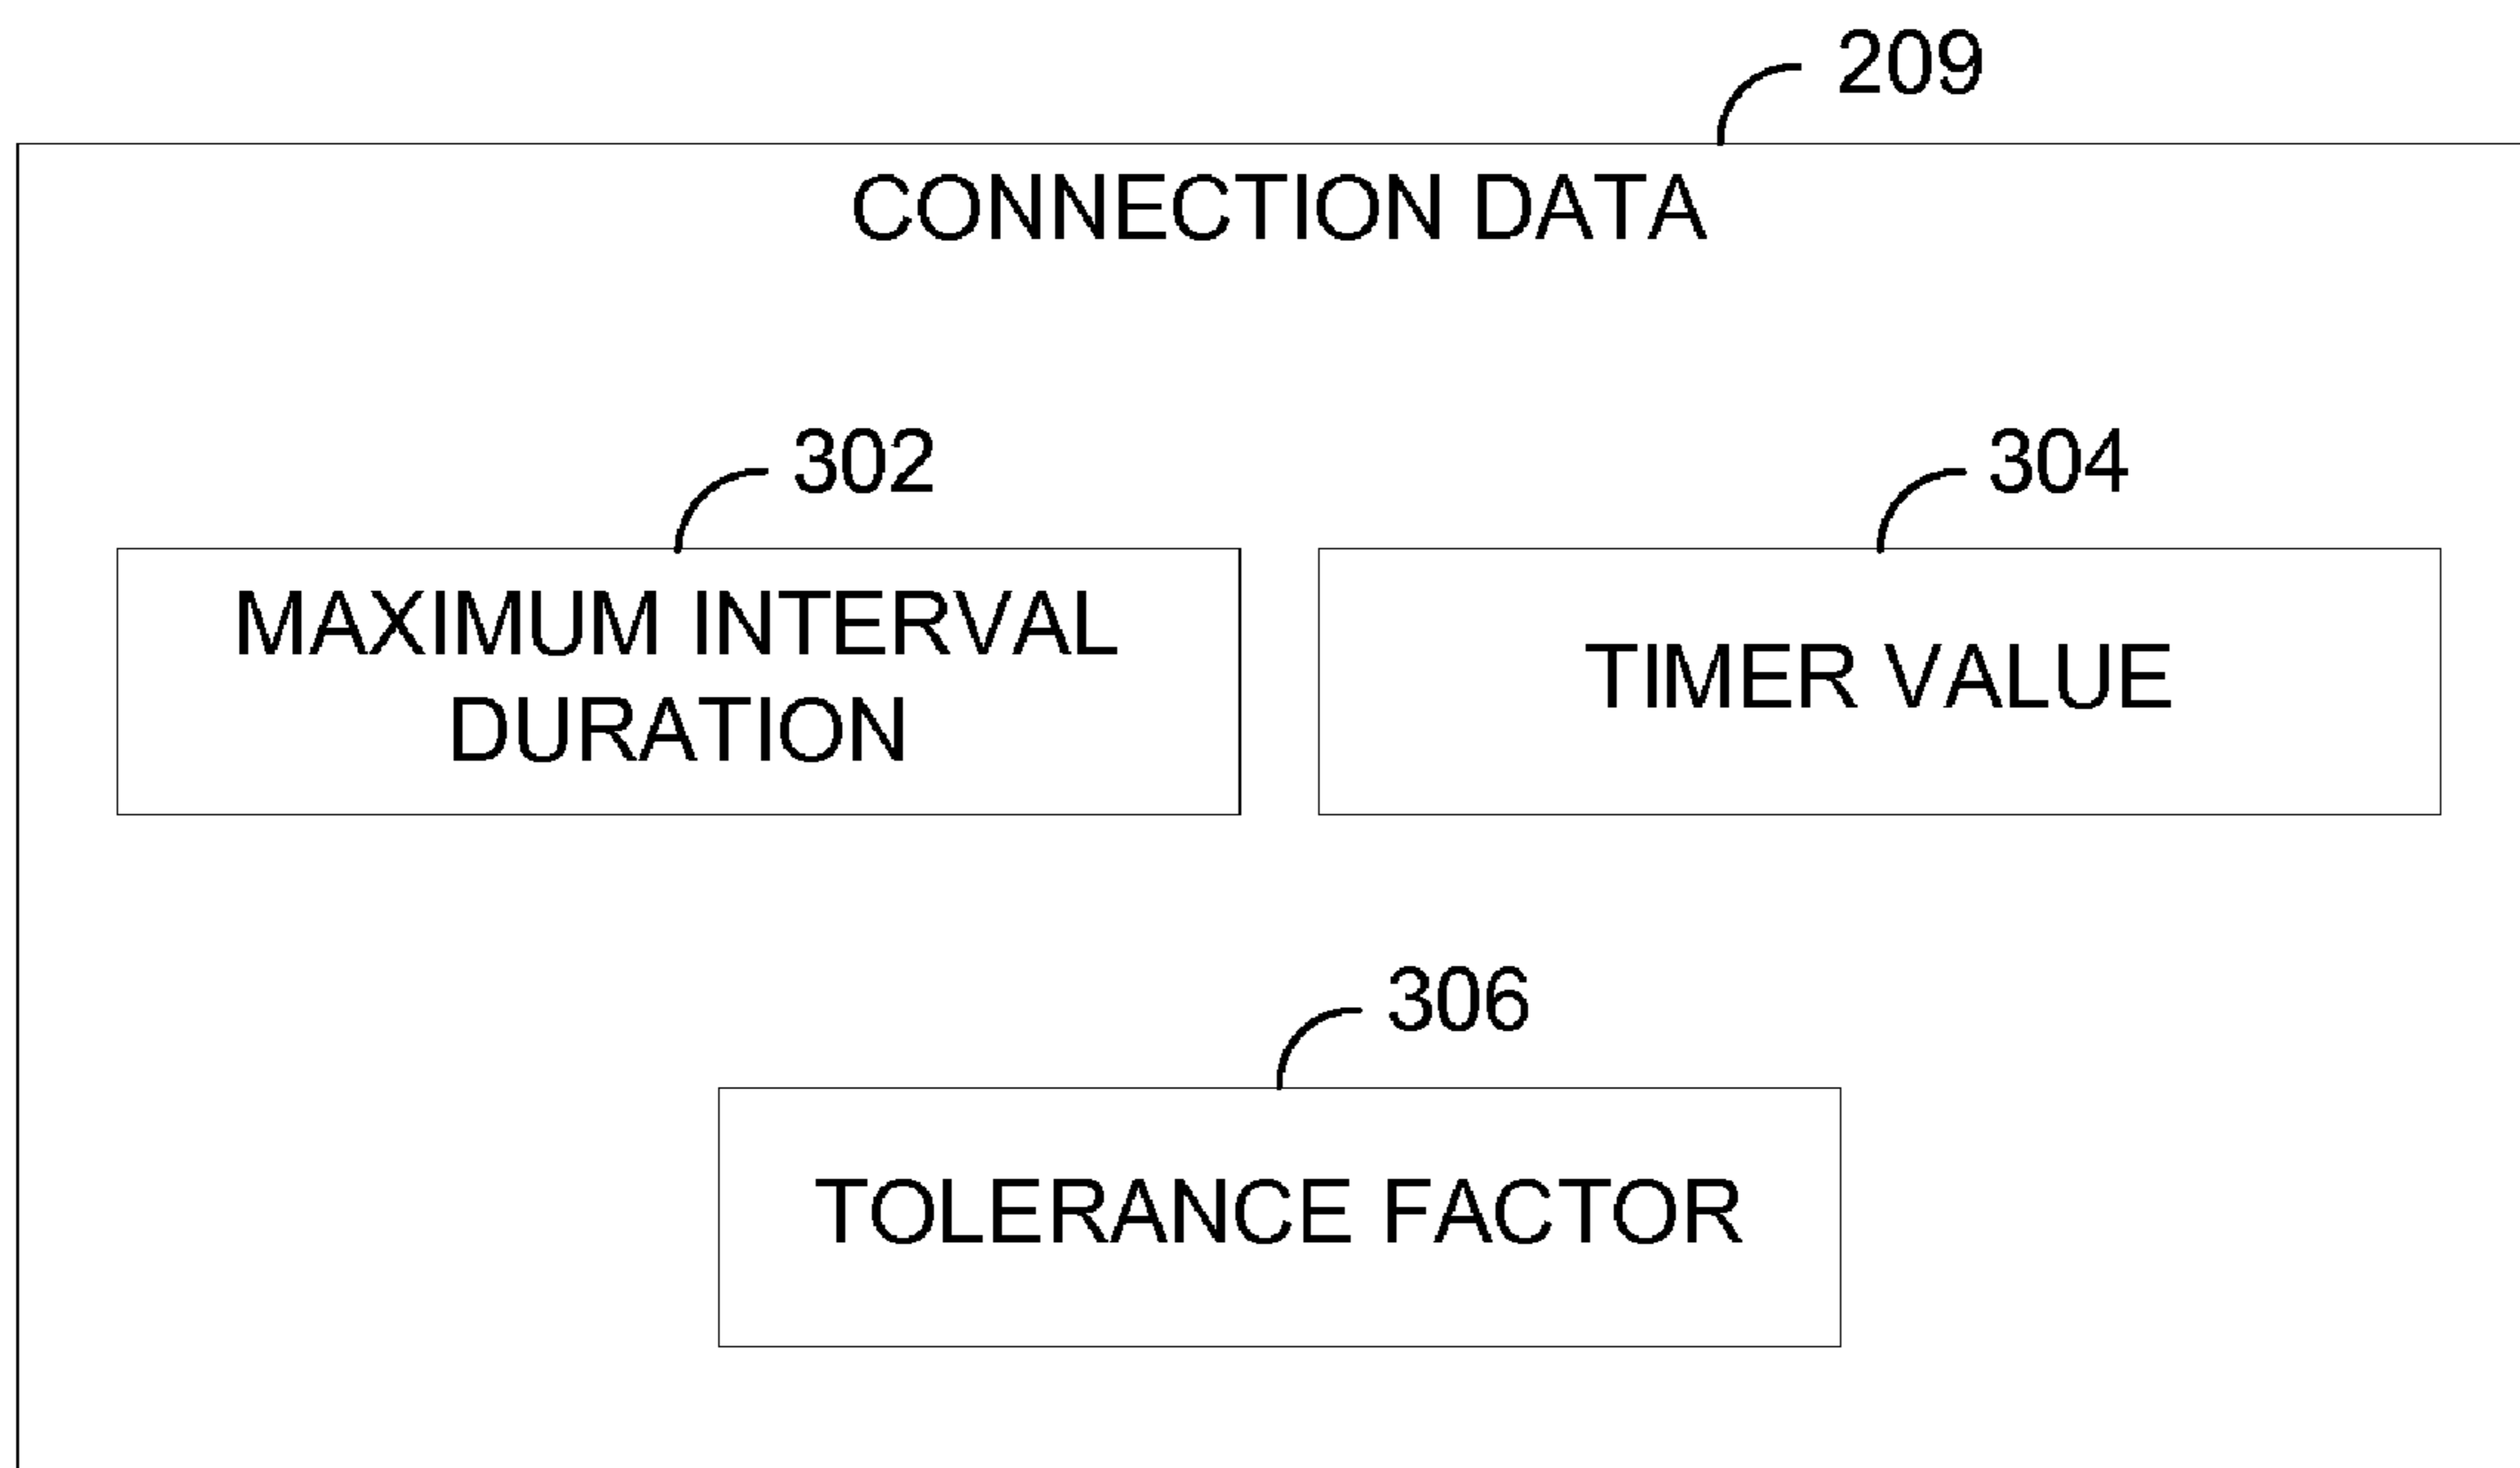 209
CONNECTION DATA
302
304
MAXIMUM INTERVAL
DURATION
TIMER VALUE
306
TOLERANCE FACTOR